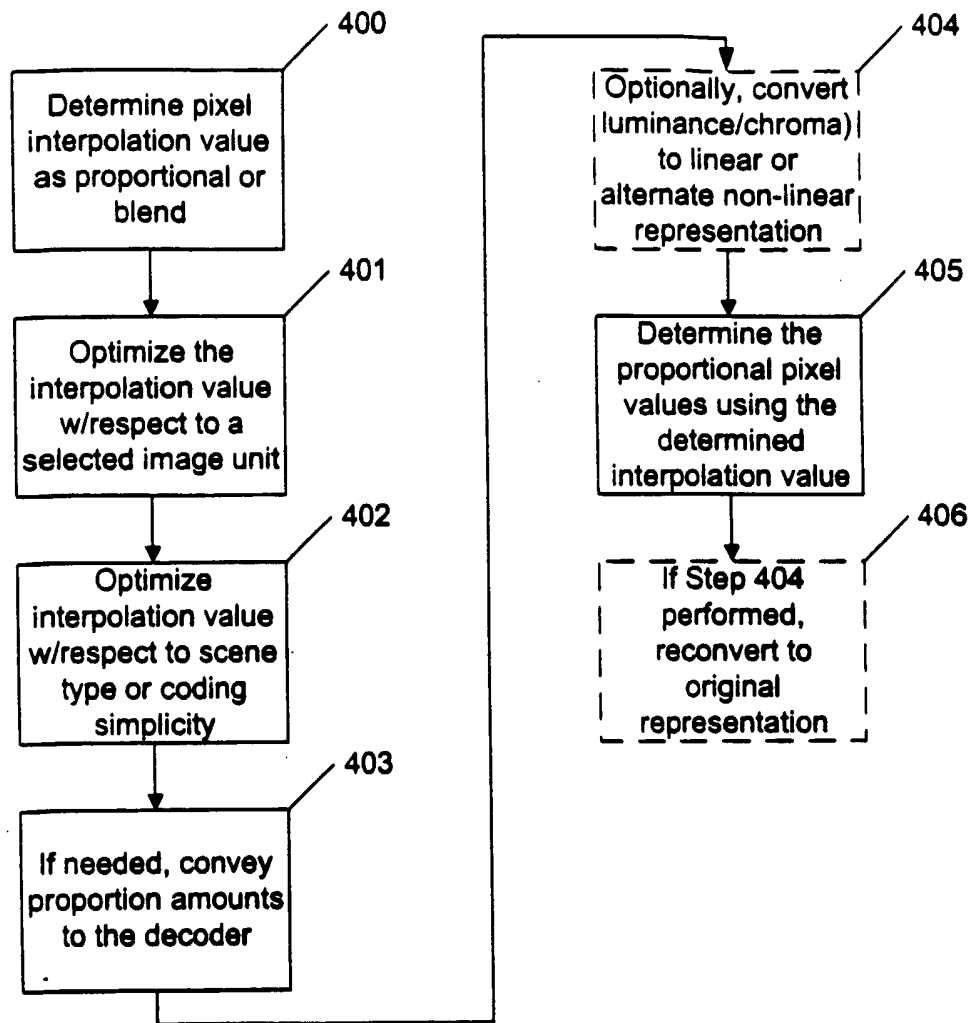 400
Determine pixel
interpolation value
as proportional or
blend
401
Optimize the
interpolation value
w/respect to a
selected image unit
402
Optimize
interpolation value
w/respect to scene
type or coding
simplicity
403
If needed, convey
proportion amounts
to the decoder
404
Optionally, convert
luminance/chroma)
to linear or
alternate non-linear
representation
405
Determine the
proportional pixel
values using the
determined
interpolation value
406
If Step 404
performed,
reconvert to
original
representation